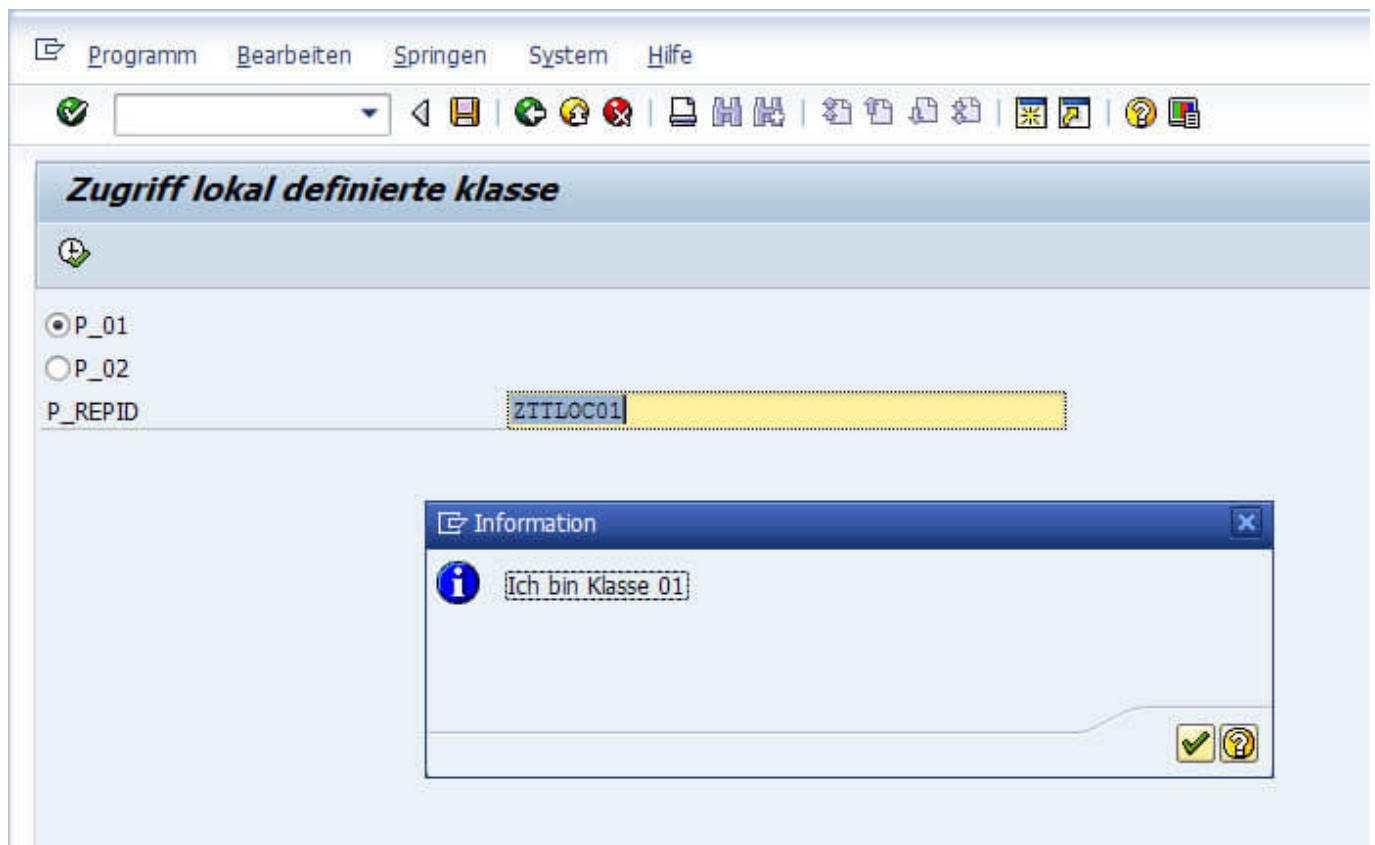 Programm Bearbeiten Springen System Hilfe
Zugriff lokal definierte klasse
P_01
P_02
P_REPID ZTTLOC01
Information
Ich bin Klasse 01